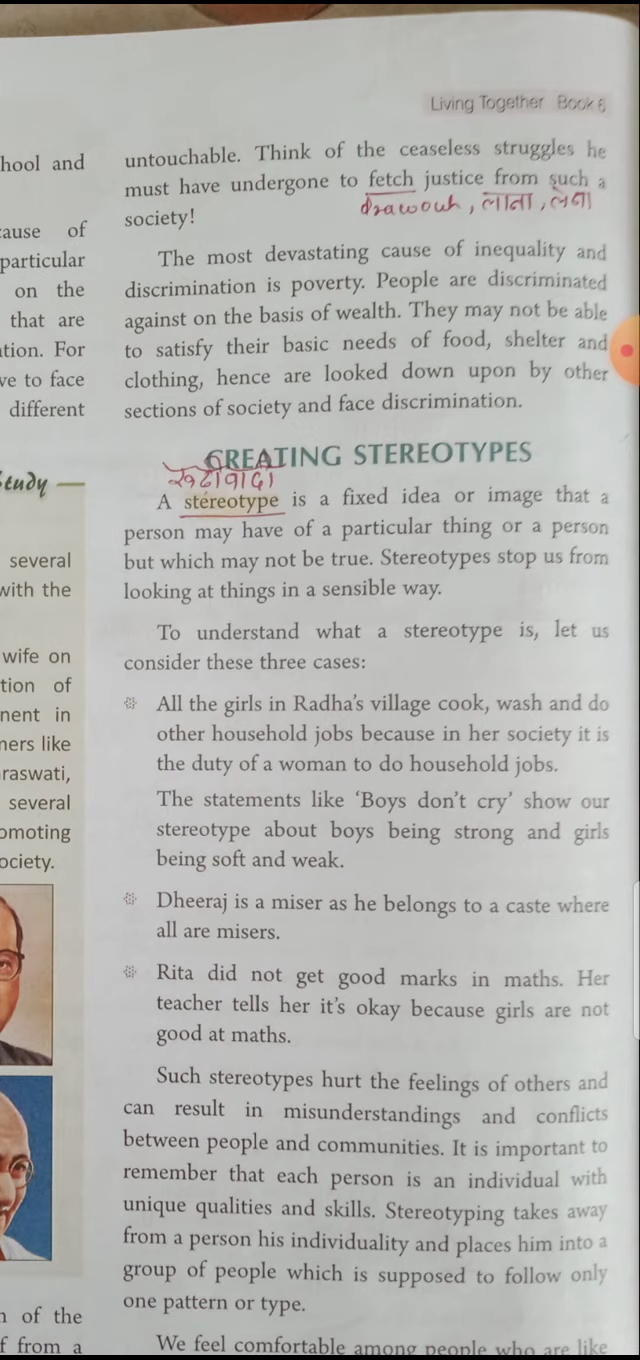 Living Together Book 6
hool and
cause of
particular
on the
that are
ation. For
ve to face
different
Study
several
with the
wife on
tion of
nent in
ners like
raswati,
several
omoting
ociety.
n of the
f from a
untouchable. Think of the ceaseless struggles he
must have undergone to fetch justice from such a
drawouh, लाना, लेना
society!
The most devastating cause of inequality and
discrimination is poverty. People are discriminated
against on the basis of wealth. They may not be able
to satisfy their basic needs of food, shelter and
clothing, hence are looked down upon by other
sections of society and face discrimination.
CREATING STEREOTYPES
A stereotype is a fixed idea or image that a
person may have of a particular thing or a person
but which may not be true. Stereotypes stop us from
looking at things in a sensible way.
To understand what a stereotype is, let us
consider these three cases:
All the girls in Radha's village cook, wash and do
other household jobs because in her society it is
the duty of a woman to do household jobs.
The statements like 'Boys don't cry' show our
stereotype about boys being strong and girls
being soft and weak.
Dheeraj is a miser as he belongs to a caste where
all are misers.
Rita did not get good marks in maths. Her
teacher tells her it's okay because girls are not
good at maths.
Such stereotypes hurt the feelings of others and
can result in misunderstandings and conflicts
between people and communities. It is important to
remember that each person is an individual with
unique qualities and skills. Stereotyping takes away
from a person his individuality and places him into a
group of people which is supposed to follow only
one pattern or type.
We feel comfortable among people who are like